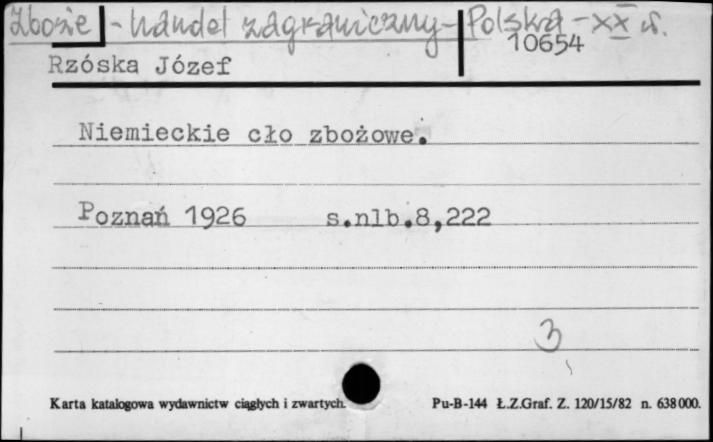 Zboże - handel zagraniczny - Polska - XX w.
10654
Rzóska Józef
Niemieckie cło zbożowe.
Poznań 1926 s.nlb.8,222
3
Karta katalogowa wydawnictw ciągłych i zwartych. Pu-B-144 Ł.Z.Graf. Z. 120/15/82 n. 638000.